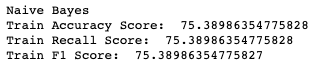 Naive Bayes
Train Accuracy Score:  75.38986354775828
Train Recall Score:  75.38986354775828
Train F1 Score:  75.38986354775827